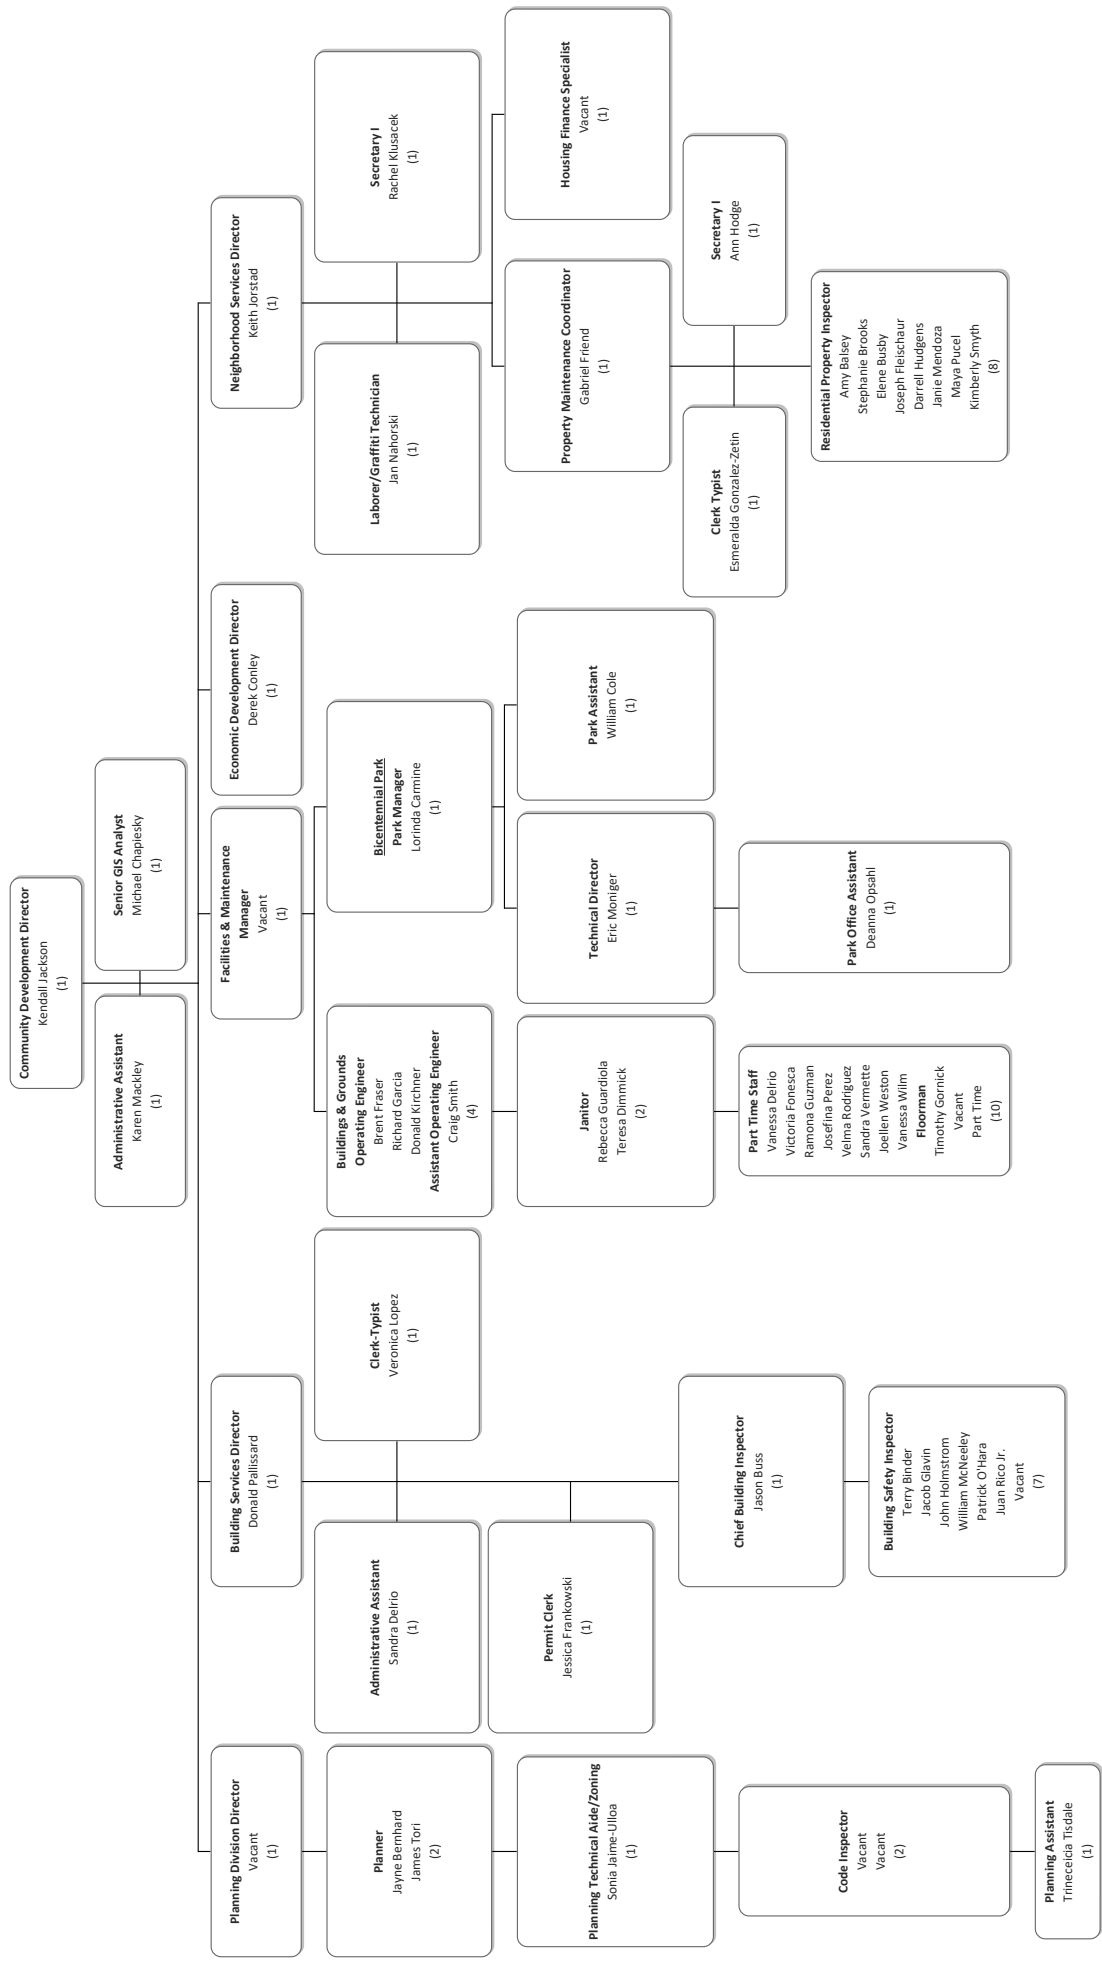 Community Development Director
Kendall Jackson
(1)
Administrative Assistant
Karen Mackley
(1)
Senior GIS Analyst
Michael Chapiesky
(1)
Planning Division Director
Vacant
(1)
Building Services Director
Donald Pallissard
(1)
Facilities & Maintenance
Manager
Vacant
(1)
Economic Development Director
Derek Conley
(1)
Neighborhood Services Director
Keith Jorstad
(1)
Planner
Jayne Bernhard
James Tori
(2)
Administrative Assistant
Sandra Delrio
(1)
Clerk-Typist
Veronica Lopez
(1)
Buildings & Grounds
Operating Engineer
Brent Fraser
Richard Garcia
Donald Kirchner
Assistant Operating Engineer
Craig Smith
(4)
Bicentennial Park
Park Manager
Lorinda Carmine
(1)
Laborer/Graffiti Technician
Jan Nahorski
(1)
Secretary I
Rachel Klusacek
(1)
Planning Technical Aide/Zoning
Sonia Jaime-Ulloa
(1)
Permit Clerk
Jessica Frankowski
(1)
Janitor
Rebecca Guardiola
Teresa Dimmick
(2)
Technical Director
Eric Moniger
(1)
Park Assistant
William Cole
(1)
Property Maintenance Coordinator
Gabriel Friend
(1)
Housing Finance Specialist
Vacant
(1)
Code Inspector
Vacant
Vacant
(2)
Chief Building Inspector
Jason Buss
(1)
Part Time Staff
Vanessa Delrio
Victoria Fonesca
Ramona Guzman
Josefina Perez
Velma Rodriguez
Sandra Vermette
Joellen Weston
Vanessa Wilm
Floorman
Timothy Gornick
Vacant
Part Time
(10)
Park Office Assistant
Deanna Opsahl
(1)
Clerk Typist
Esmeralda Gonzalez-Zetin
(1)
Secretary I
Ann Hodge
(1)
Planning Assistant
Trineceicia Tisdale
(1)
Building Safety Inspector
Terry Binder
Jacob Glavin
John Holmstrom
William McNeeley
Patrick O'Hara
Juan Rico Jr.
Vacant
(7)
Residential Property Inspector
Amy Balsey
Stephanie Brooks
Elene Busby
Joseph Fleischaur
Darrell Hudgens
Janie Mendoza
Maya Pucel
Kimberly Smyth
(8)